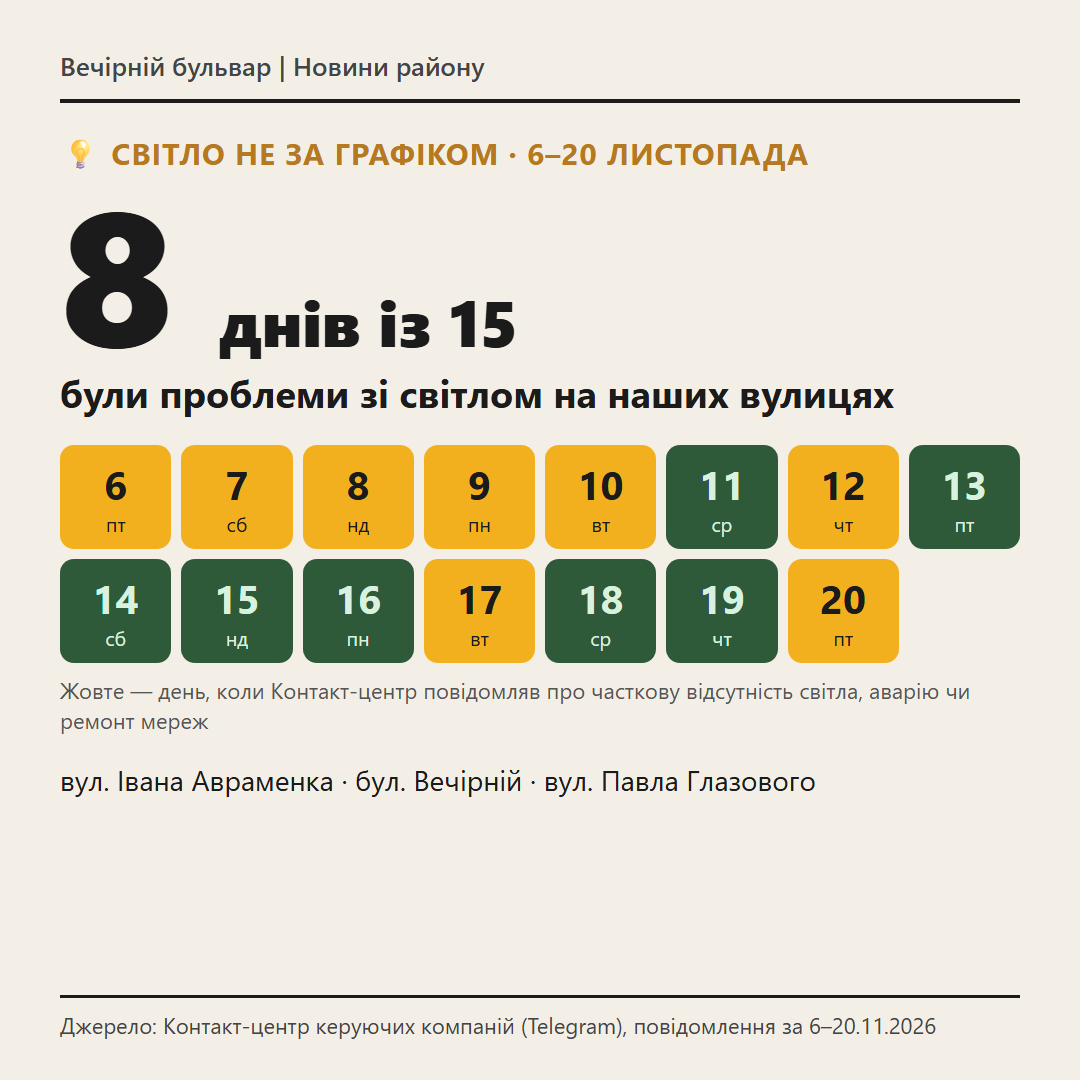 Вечірній бульвар | Новини району
💡 СВІТЛО НЕ ЗА ГРАФІКОМ · 6–20 ЛИСТОПАДА
8 днів із 15
були проблеми зі світлом на наших вулицях
6 7 8 9 10 11 12 13
пт сб нд пн вт ср чт пт
14 15 16 17 18 19 20
сб нд пн вт ср чт пт
Жовте — день, коли Контакт-центр повідомляв про часткову відсутність світла, аварію чи
ремонт мереж
вул. Івана Авраменка · бул. Вечірній · вул. Павла Глазового
Джерело: Контакт-центр керуючих компаній (Telegram), повідомлення за 6–20.11.2026